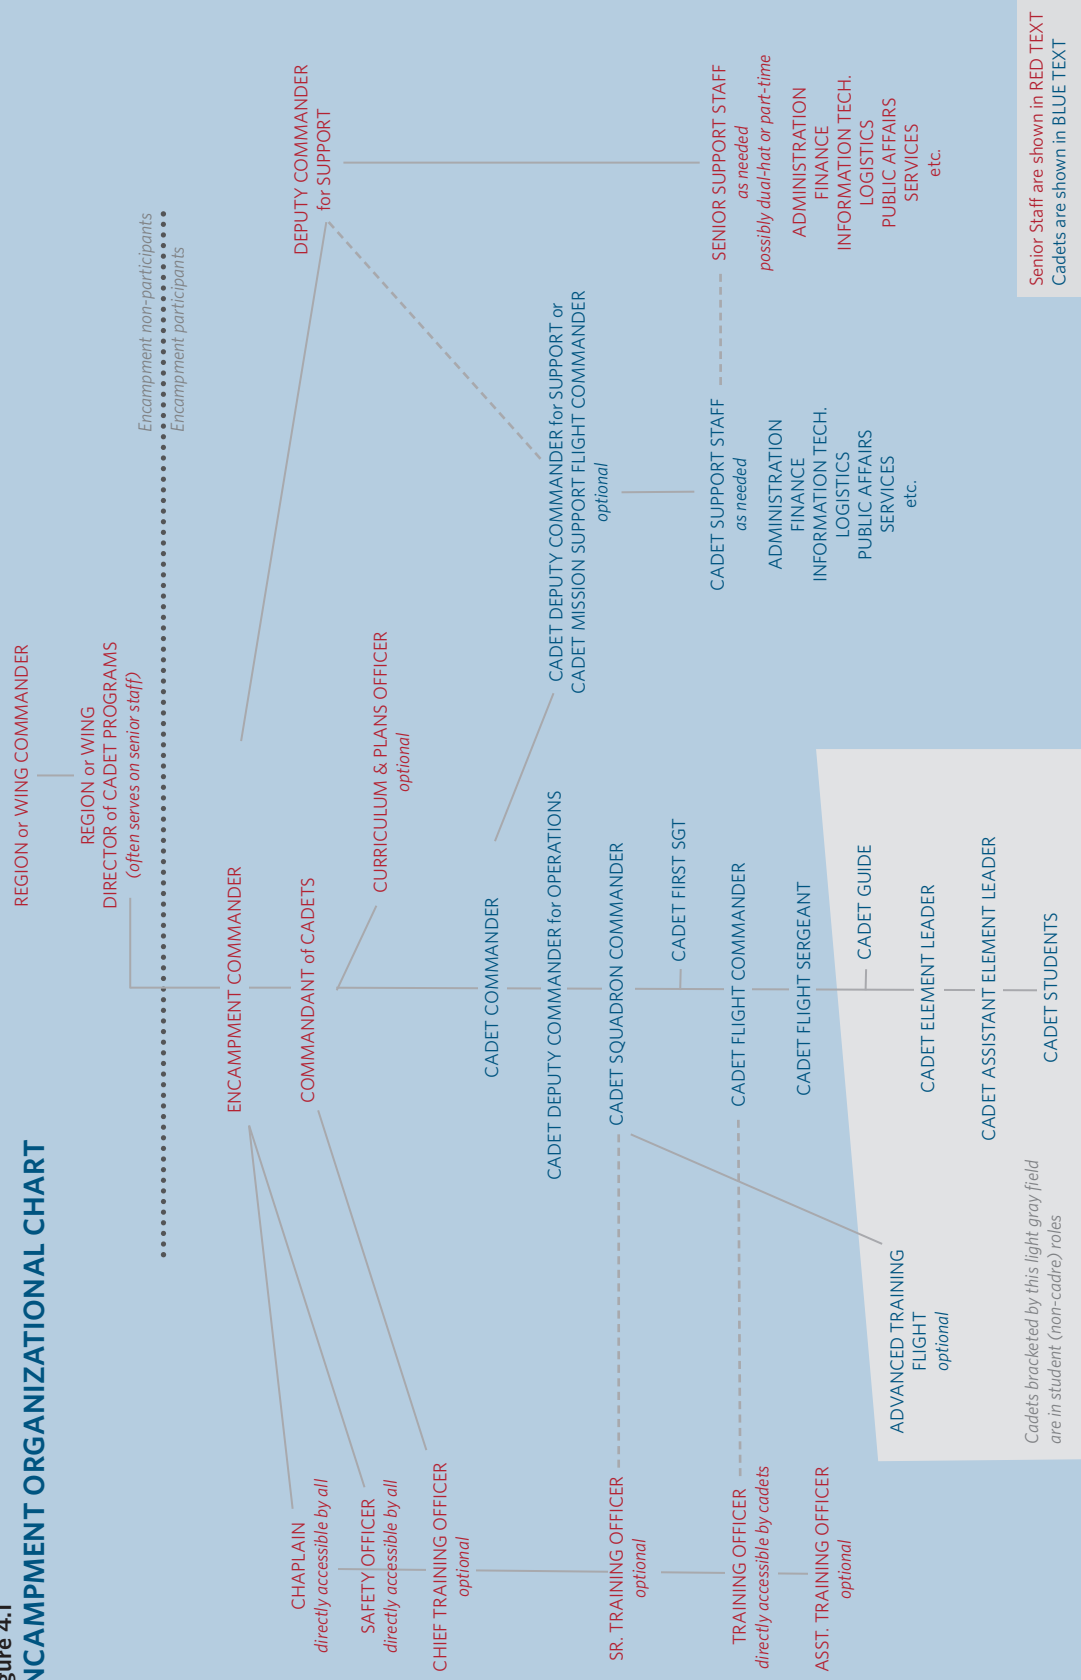 gure 4.1
NCAMPMENT ORGANIZATIONAL CHART
REGION or WING COMMANDER
REGION or WING
DIRECTOR of CADET PROGRAMS
(often serves on senior staff)
Encampment non-participants
Encampment participants
ENCAMPMENT COMMANDER
DEPUTY COMMANDER
for SUPPORT
CHAPLAIN
directly accessible by all
COMMANDANT of CADETS
SAFETY OFFICER
directly accessible by all
CURRICULUM & PLANS OFFICER
optional
CHIEF TRAINING OFFICER
optional
CADET COMMANDER
CADET DEPUTY COMMANDER for OPERATIONS
CADET DEPUTY COMMANDER for SUPPORT or
CADET MISSION SUPPORT FLIGHT COMMANDER
optional
SR. TRAINING OFFICER
optional
CADET SQUADRON COMMANDER
CADET FIRST SGT
TRAINING OFFICER
directly accessible by cadets
CADET FLIGHT COMMANDER
CADET SUPPORT STAFF
as needed
ADMINISTRATION
FINANCE
INFORMATION TECH.
LOGISTICS
PUBLIC AFFAIRS
SERVICES
etc.
SENIOR SUPPORT STAFF
as needed
possibly dual-hat or part-time
ADMINISTRATION
FINANCE
INFORMATION TECH.
LOGISTICS
PUBLIC AFFAIRS
SERVICES
etc.
ASST. TRAINING OFFICER
optional
CADET FLIGHT SERGEANT
CADET GUIDE
ADVANCED TRAINING
FLIGHT
optional
CADET ELEMENT LEADER
CADET ASSISTANT ELEMENT LEADER
CADET STUDENTS
Cadets bracketed by this light gray field
are in student (non-cadre) roles
Senior Staff are shown in RED TEXT
Cadets are shown in BLUE TEXT